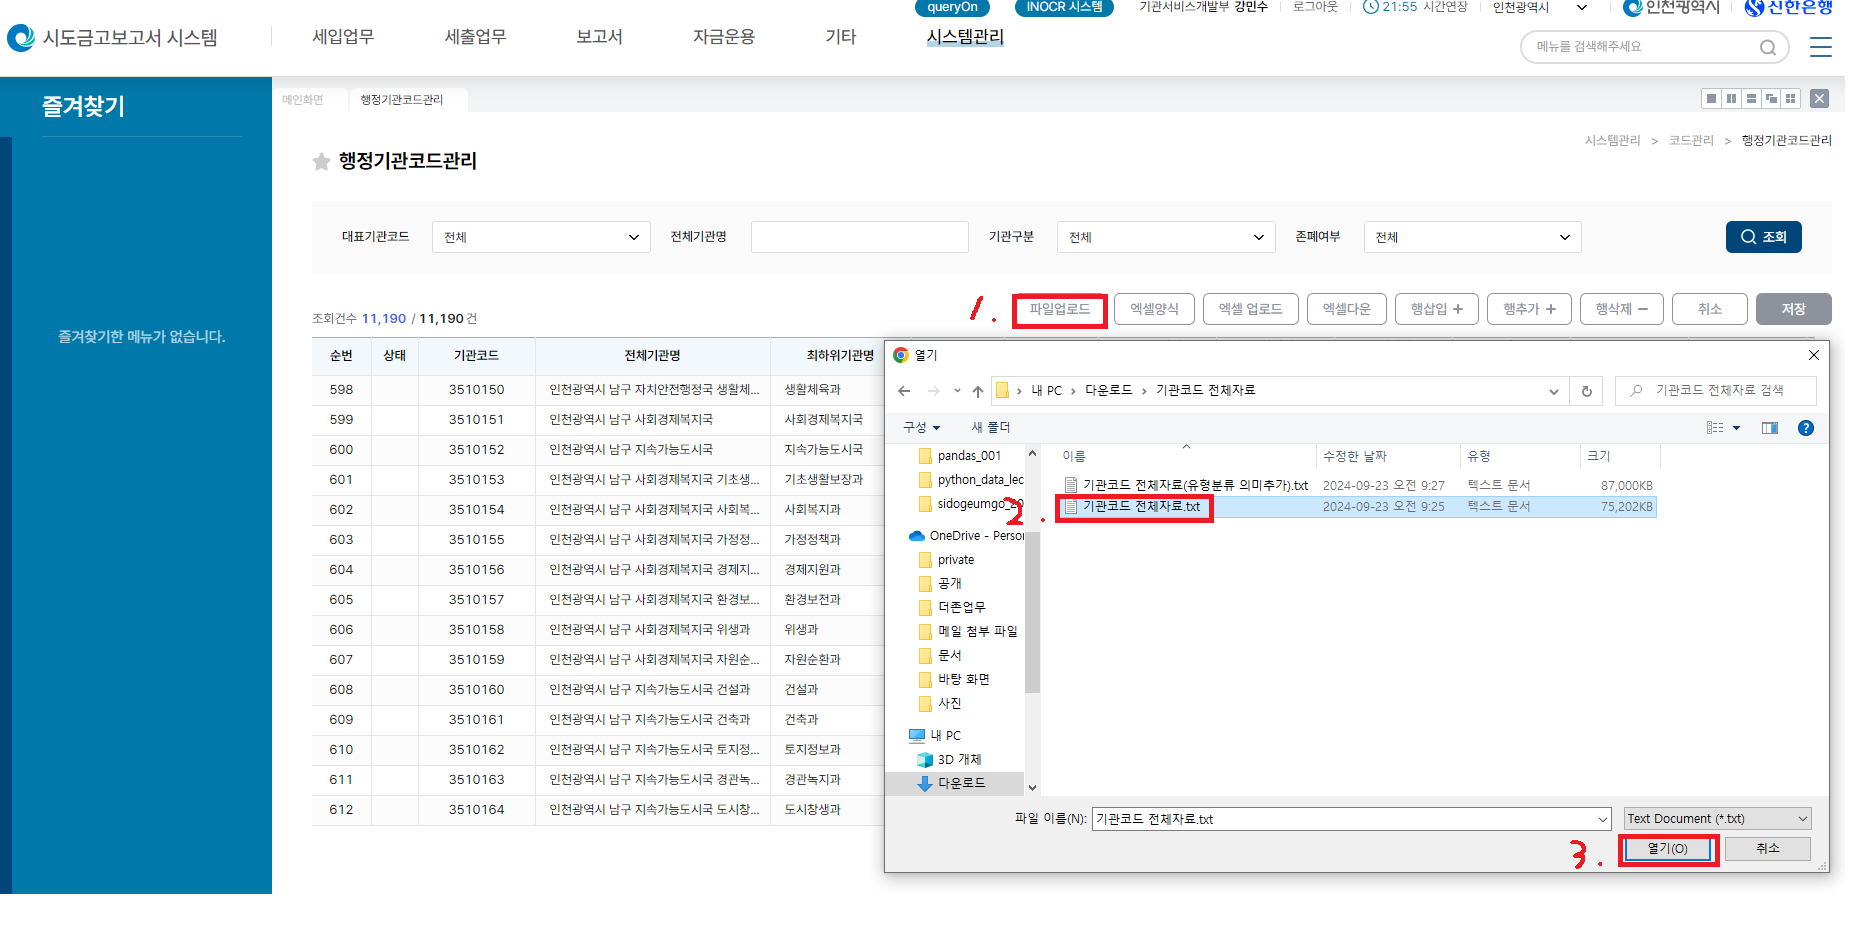 queryOn INOCR 시스템 기관서비스개발부 강민수 로그아웃 21:55 시간연장 인천광역시 인천광역시 신한은행
시도금고보고서 시스템 세입업무 세출업무 보고서 자금운용 기타 시스템관리 메뉴를 검색해주세요
즐겨찾기
즐겨찾기한 메뉴가 없습니다.
메인화면 행정기관코드관리
시스템관리 > 코드관리 > 행정기관코드관리
행정기관코드관리
대표기관코드 전체 전체기관명 기관구분 전체 존폐여부 전체 조회
1. 파일업로드 엑셀양식 엑셀 업로드 엑셀다운 행삽입 + 행추가 + 행삭제 － 취소 저장
조회건수 11,190 / 11,190 건
순번 상태 기관코드 전체기관명 최하위기관명
598 3510150 인천광역시 남구 자치안전행정국 생활체... 생활체육과
599 3510151 인천광역시 남구 사회경제복지국 사회경제복지국
600 3510152 인천광역시 남구 지속가능도시국 지속가능도시국
601 3510153 인천광역시 남구 사회경제복지국 기초생... 기초생활보장과
602 3510154 인천광역시 남구 사회경제복지국 사회복... 사회복지과
603 3510155 인천광역시 남구 사회경제복지국 가정정... 가정정책과
604 3510156 인천광역시 남구 사회경제복지국 경제지... 경제지원과
605 3510157 인천광역시 남구 사회경제복지국 환경보... 환경보전과
606 3510158 인천광역시 남구 사회경제복지국 위생과 위생과
607 3510159 인천광역시 남구 사회경제복지국 자원순... 자원순환과
608 3510160 인천광역시 남구 지속가능도시국 건설과 건설과
609 3510161 인천광역시 남구 지속가능도시국 건축과 건축과
610 3510162 인천광역시 남구 지속가능도시국 토지정... 토지정보과
611 3510163 인천광역시 남구 지속가능도시국 경관녹... 경관녹지과
612 3510164 인천광역시 남구 지속가능도시국 도시창... 도시창생과
열기
내 PC > 다운로드 > 기관코드 전체자료 기관코드 전체자료 검색
구성 새 폴더
pandas_001
python_data_lec
sidogeumgo_20
OneDrive - Person
private
공개
더존업무
메일 첨부 파일
문서
바탕 화면
사진
내 PC
3D 개체
다운로드
이름 수정한 날짜 유형 크기
기관코드 전체자료(유형분류 의미추가).txt 2024-09-23 오전 9:27 텍스트 문서 87,000KB
2. 기관코드 전체자료.txt 2024-09-23 오전 9:25 텍스트 문서 75,202KB
파일 이름(N): 기관코드 전체자료.txt Text Document (*.txt)
3. 열기(O) 취소